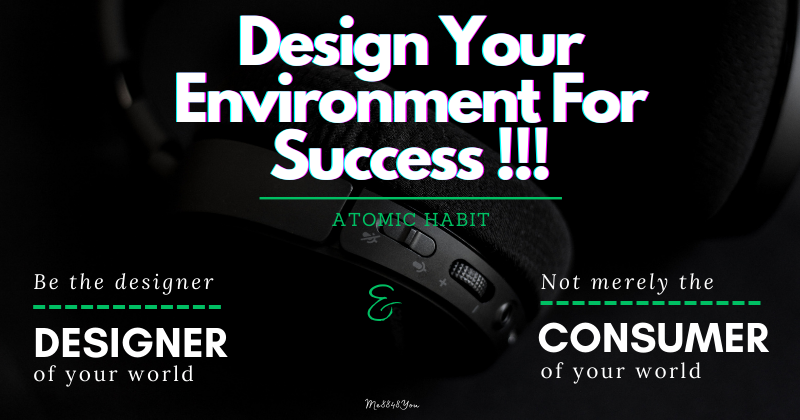 Design Your
Environment For
Success !!!
ATOMIC HABIT
Be the designer
DESIGNER
of your world
&
Not merely the
CONSUMER
of your world
Me8848You